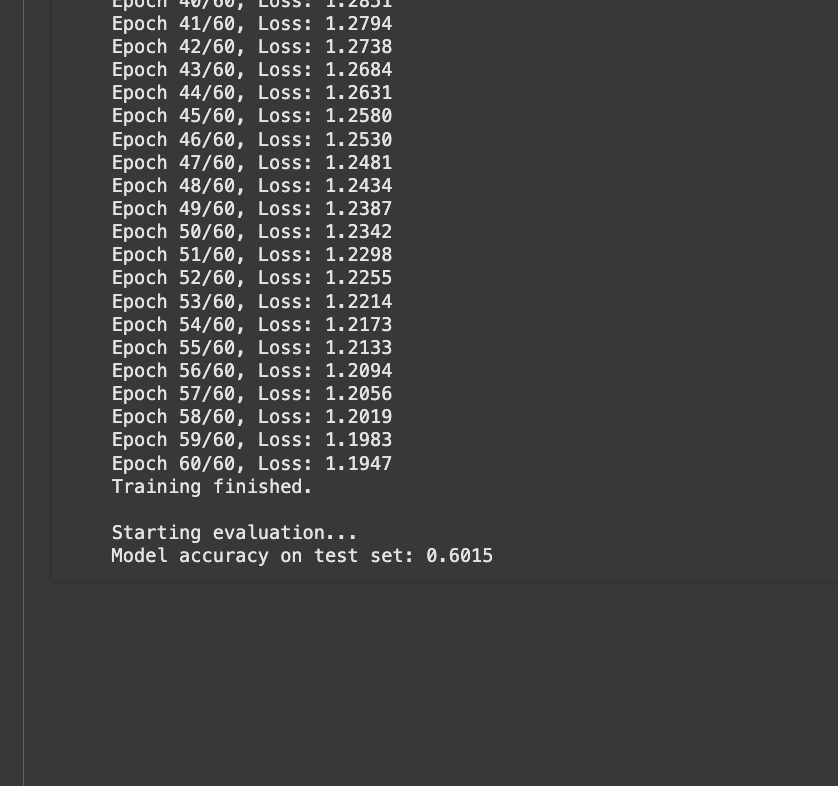 Epoch 40/60, Loss: 1.2851
Epoch 41/60, Loss: 1.2794
Epoch 42/60, Loss: 1.2738
Epoch 43/60, Loss: 1.2684
Epoch 44/60, Loss: 1.2631
Epoch 45/60, Loss: 1.2580
Epoch 46/60, Loss: 1.2530
Epoch 47/60, Loss: 1.2481
Epoch 48/60, Loss: 1.2434
Epoch 49/60, Loss: 1.2387
Epoch 50/60, Loss: 1.2342
Epoch 51/60, Loss: 1.2298
Epoch 52/60, Loss: 1.2255
Epoch 53/60, Loss: 1.2214
Epoch 54/60, Loss: 1.2173
Epoch 55/60, Loss: 1.2133
Epoch 56/60, Loss: 1.2094
Epoch 57/60, Loss: 1.2056
Epoch 58/60, Loss: 1.2019
Epoch 59/60, Loss: 1.1983
Epoch 60/60, Loss: 1.1947
Training finished.
Starting evaluation...
Model accuracy on test set: 0.6015